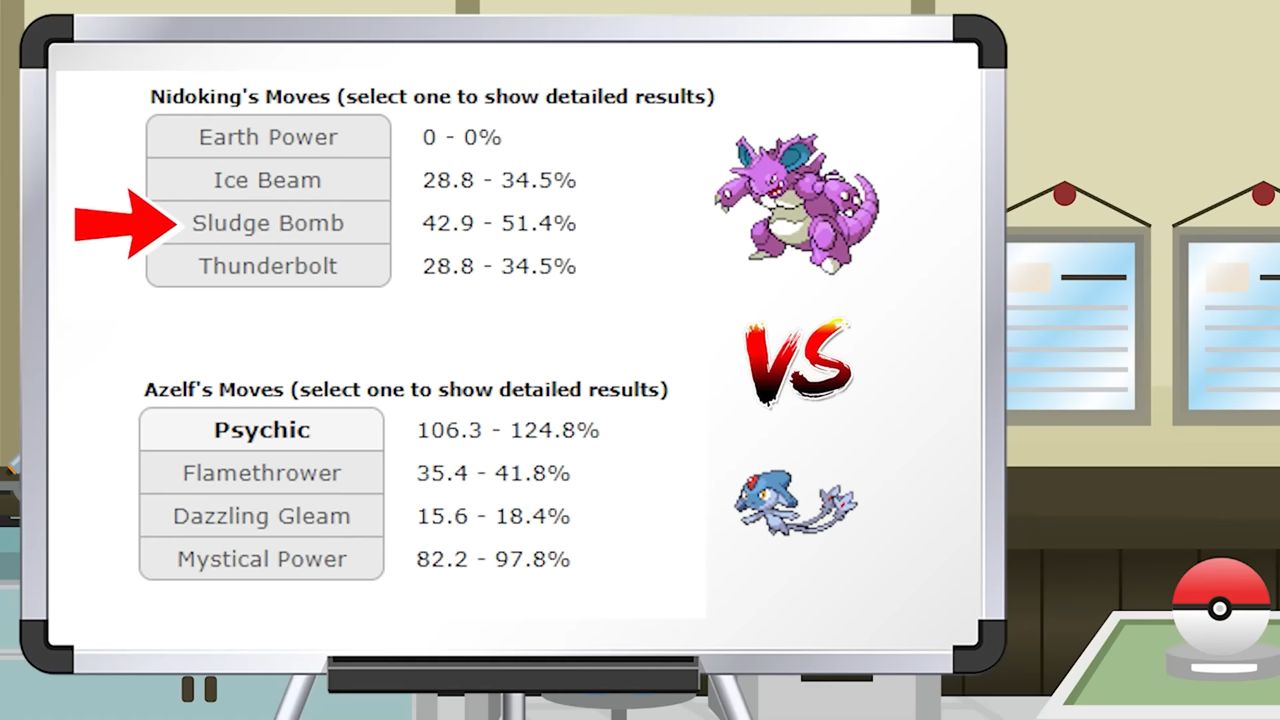 Nidoking's Moves (select one to show detailed results)
Earth Power 0 - 0%
Ice Beam 28.8 - 34.5%
Sludge Bomb 42.9 - 51.4%
Thunderbolt 28.8 - 34.5%
VS
Azelf's Moves (select one to show detailed results)
Psychic 106.3 - 124.8%
Flamethrower 35.4 - 41.8%
Dazzling Gleam 15.6 - 18.4%
Mystical Power 82.2 - 97.8%